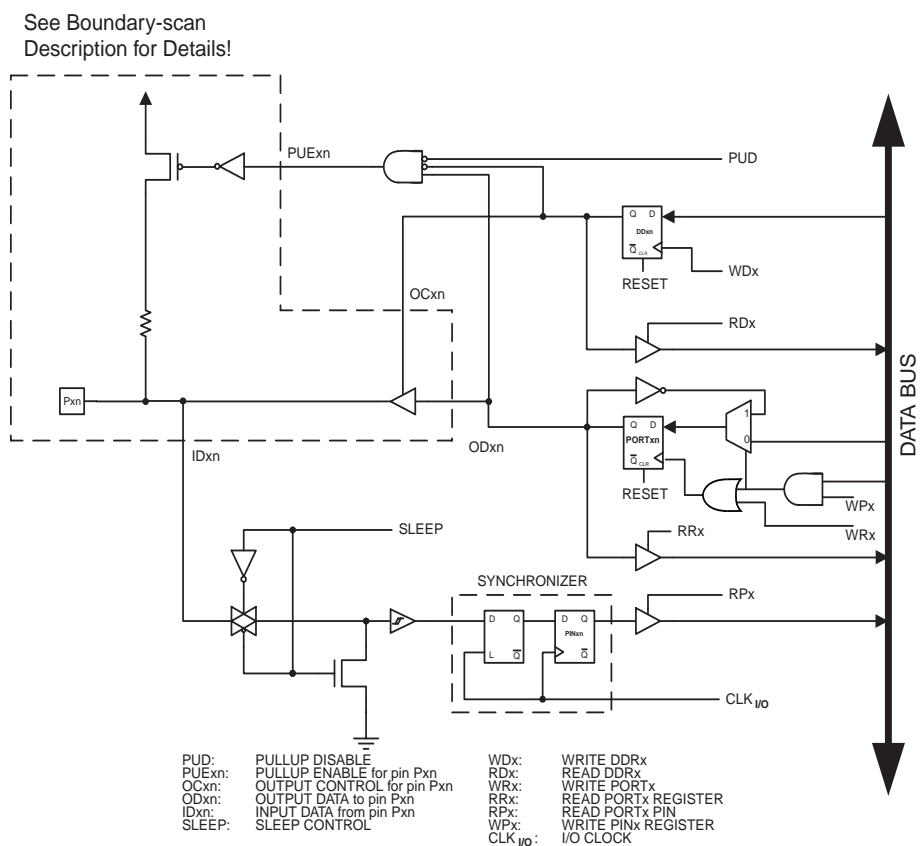 See Boundary-scan
Description for Details!
PUExn
PUD
Q D
DDxn
Q CLR
WDx
RESET
OCxn
RDx
Pxn
1
Q D
PORTxn
0
ODxn
Q CLR
IDxn
RESET
WPx
WRx
SLEEP
RRx
SYNCHRONIZER
RPx
D Q
D Q
PINxn
L Q
Q
CLK I/O
DATA BUS
PUD: PULLUP DISABLE
PUExn: PULLUP ENABLE for pin Pxn
OCxn: OUTPUT CONTROL for pin Pxn
ODxn: OUTPUT DATA to pin Pxn
IDxn: INPUT DATA from pin Pxn
SLEEP: SLEEP CONTROL
WDx: WRITE DDRx
RDx: READ DDRx
WRx: WRITE PORTx
RRx: READ PORTx REGISTER
RPx: READ PORTx PIN
WPx: WRITE PINx REGISTER
CLK I/O: I/O CLOCK